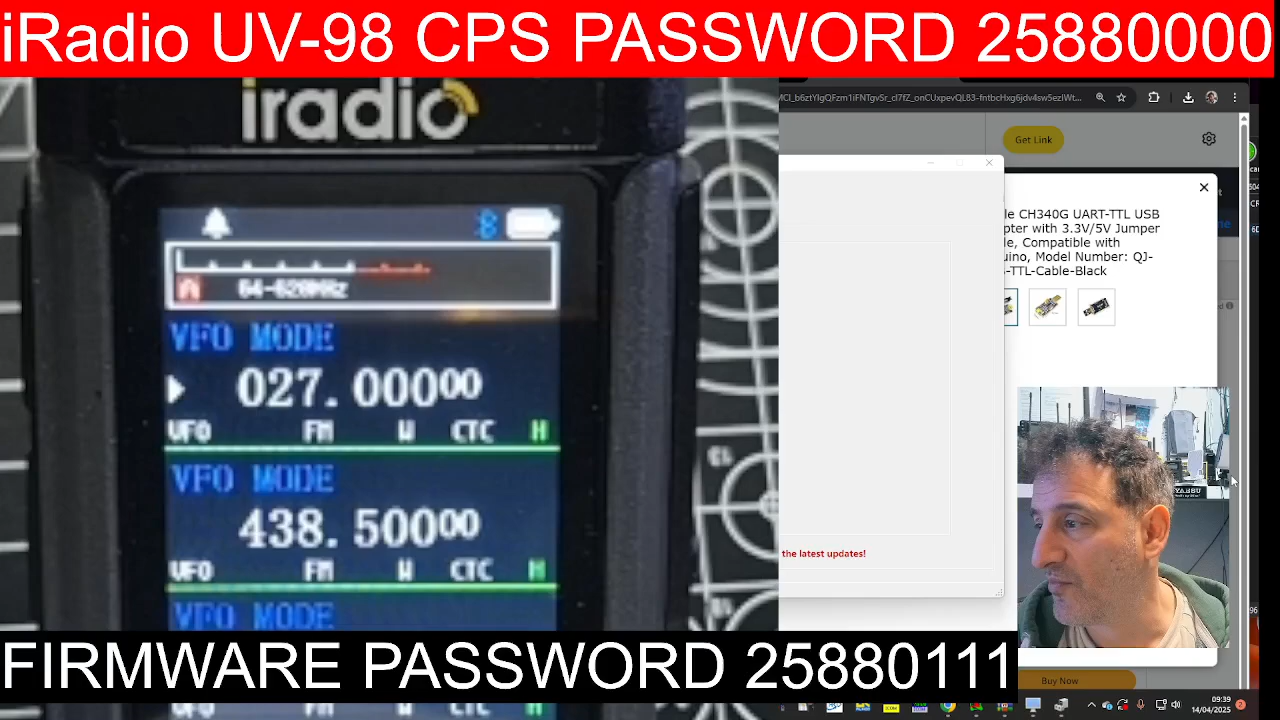 iRadio UV-98 CPS PASSWORD 25880000
iradio
64-620MHz
VFO MODE
027.00000
VFO FM W CTC H
VFO MODE
438.50000
VFO FM W CTC H
VFO MODE
Get Link
le CH340G UART-TTL USB
pter with 3.3V/5V Jumper
le, Compatible with
uino, Model Number: QJ-
-TTL-Cable-Black
the latest updates!
YAESU
Buy Now
FIRMWARE PASSWORD 25880111
09:39
14/04/2025